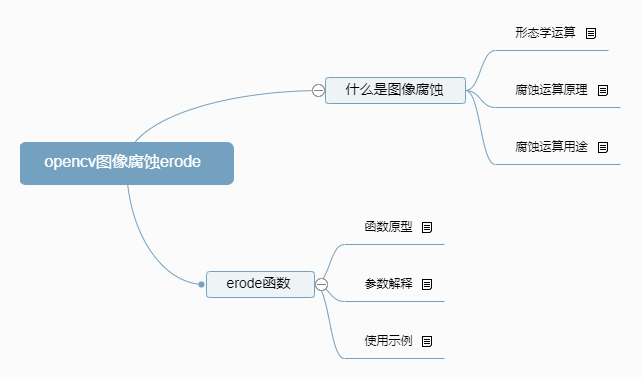 形态学运算
什么是图像腐蚀
腐蚀运算原理
腐蚀运算用途
opencv图像腐蚀erode
函数原型
erode函数
参数解释
使用示例